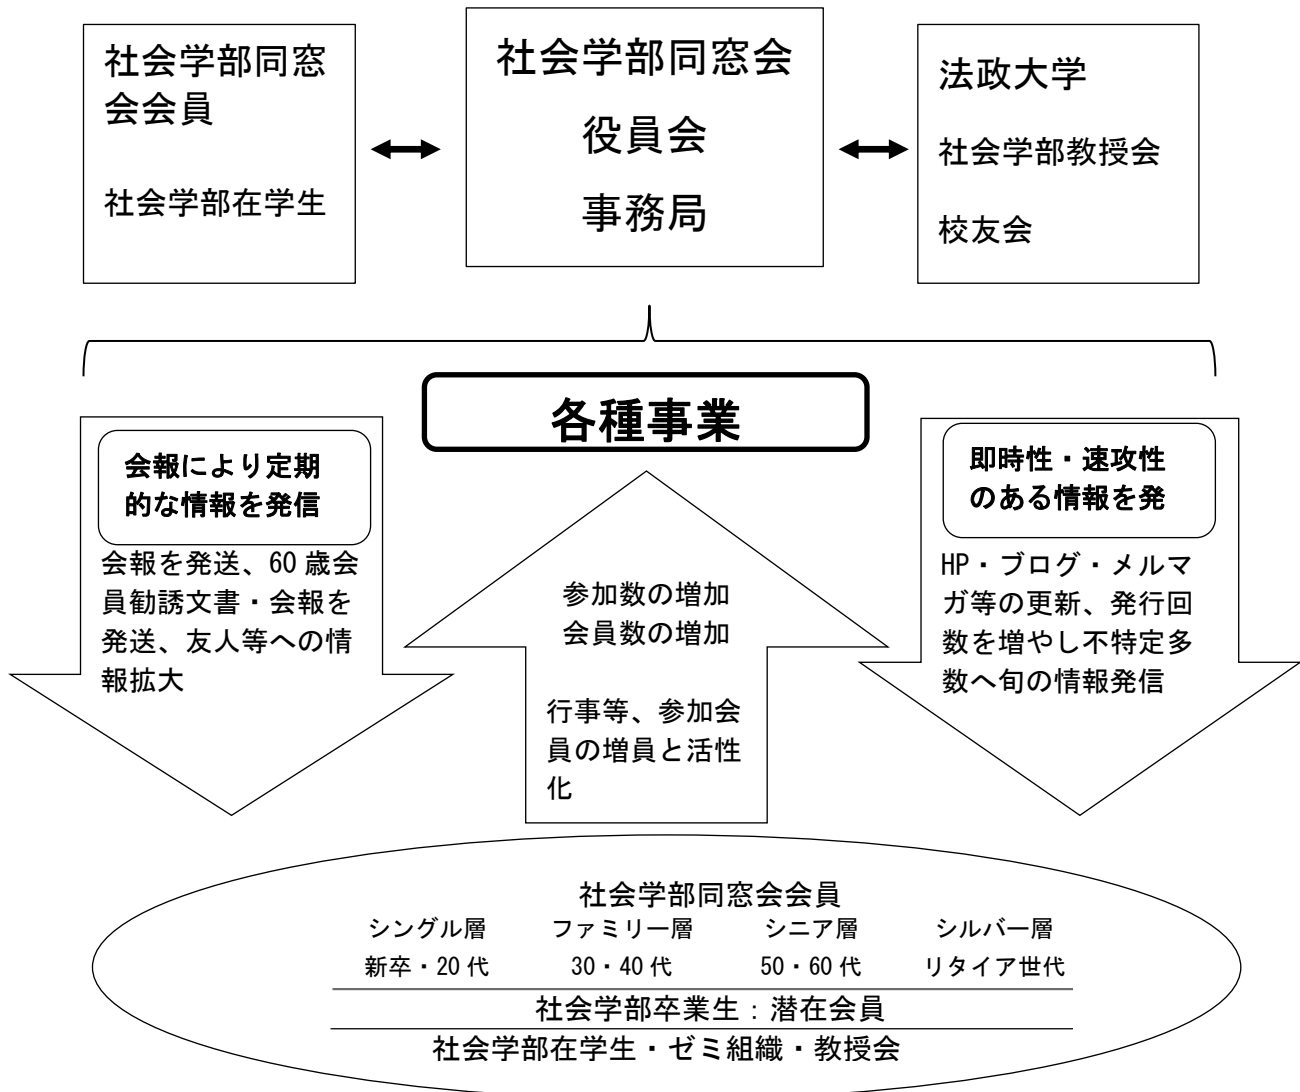 社会学部同窓
会会員
社会学部在学生
社会学部同窓会
役員会
事務局
法政大学
社会学部教授会
校友会
各種事業
会報により定期
的な情報を発信
会報を発送、60 歳会
員勧誘文書・会報を
発送、友人等への情
報拡大
参加数の増加
会員数の増加
行事等、参加会
員の増員と活性
化
即時性・速攻性
のある情報を発
HP・ブログ・メルマ
ガ等の更新、発行回
数を増やし不特定多
数へ旬の情報発信
社会学部同窓会会員
シングル層 ファミリー層 シニア層 シルバー層
新卒・20 代 30・40 代 50・60 代 リタイア世代
社会学部卒業生：潜在会員
社会学部在学生・ゼミ組織・教授会